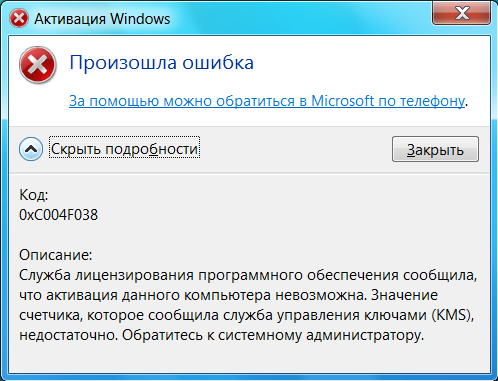 Активация Windows
Произошла ошибка
За помощью можно обратиться в Microsoft по телефону.
Скрыть подробности
Закрыть
Код:
0xC004F038
Описание:
Служба лицензирования программного обеспечения сообщила,
что активация данного компьютера невозможна. Значение
счетчика, которое сообщила служба управления ключами (KMS),
недостаточно. Обратитесь к системному администратору.